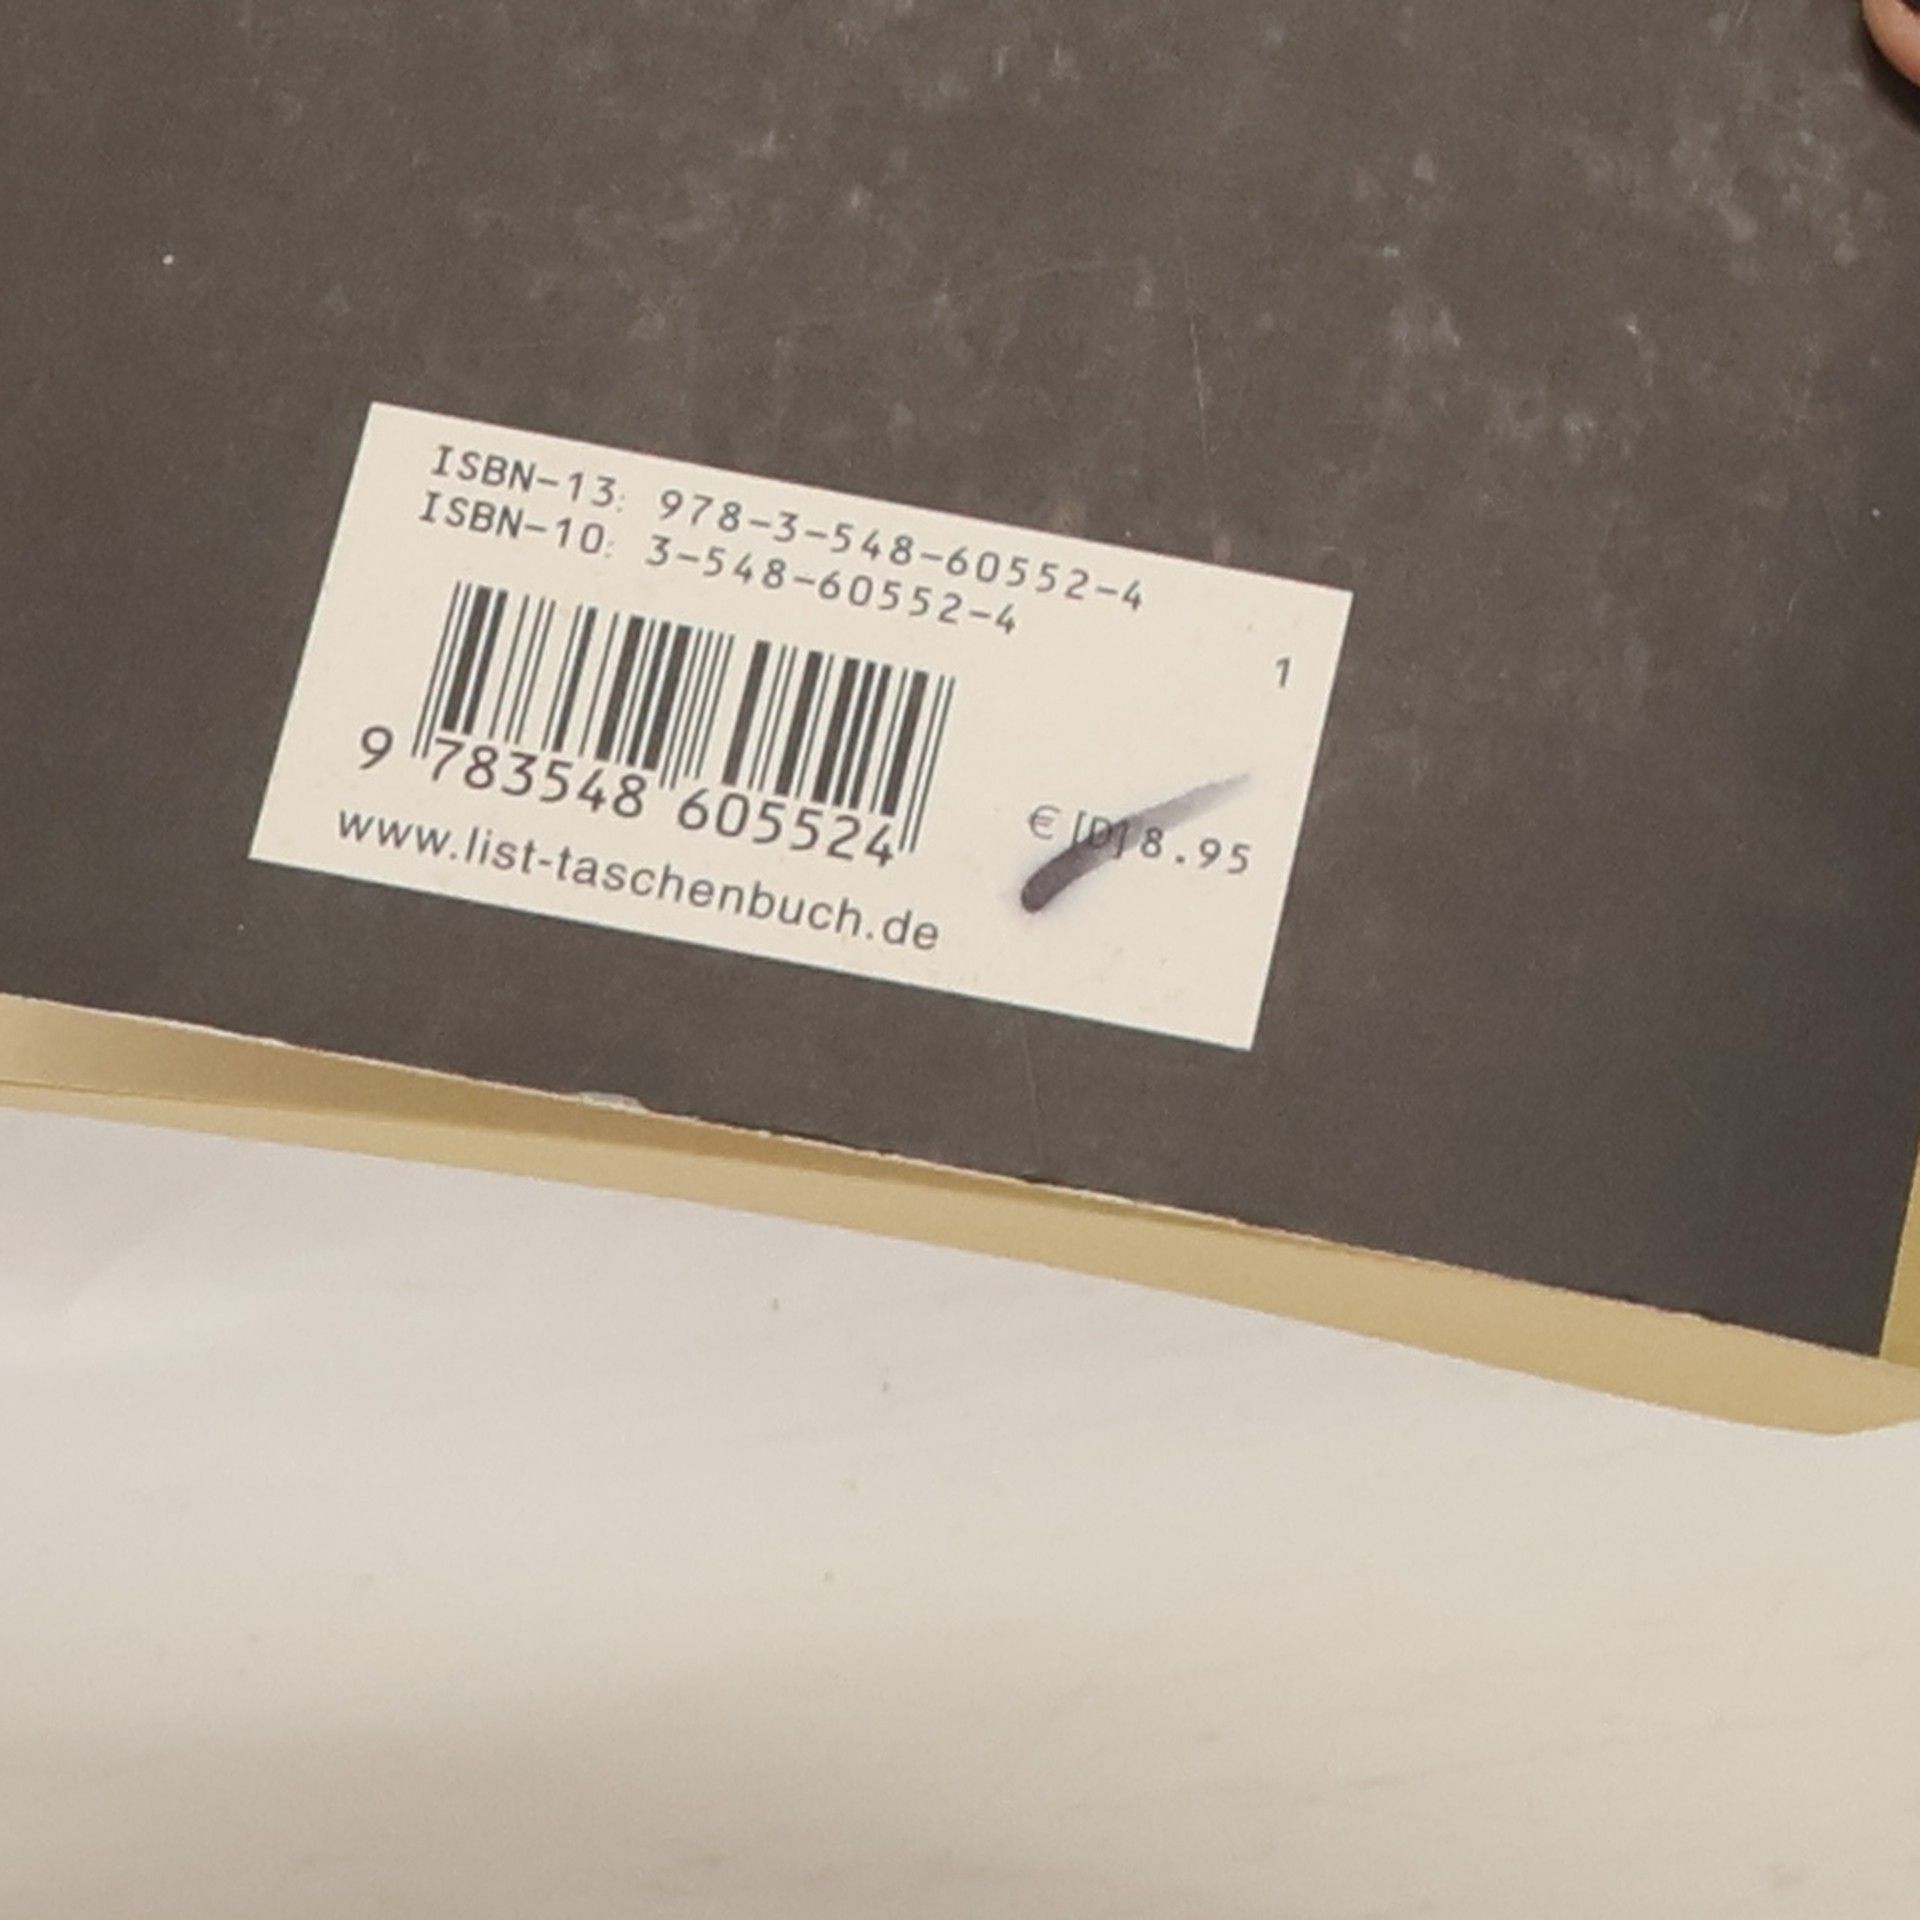 ISBN-13: 978-3-548-60552-4
ISBN-10: 3-548-60552-4
1
9 783548 605524
€ [D] 8.95
www.list-taschenbuch.de